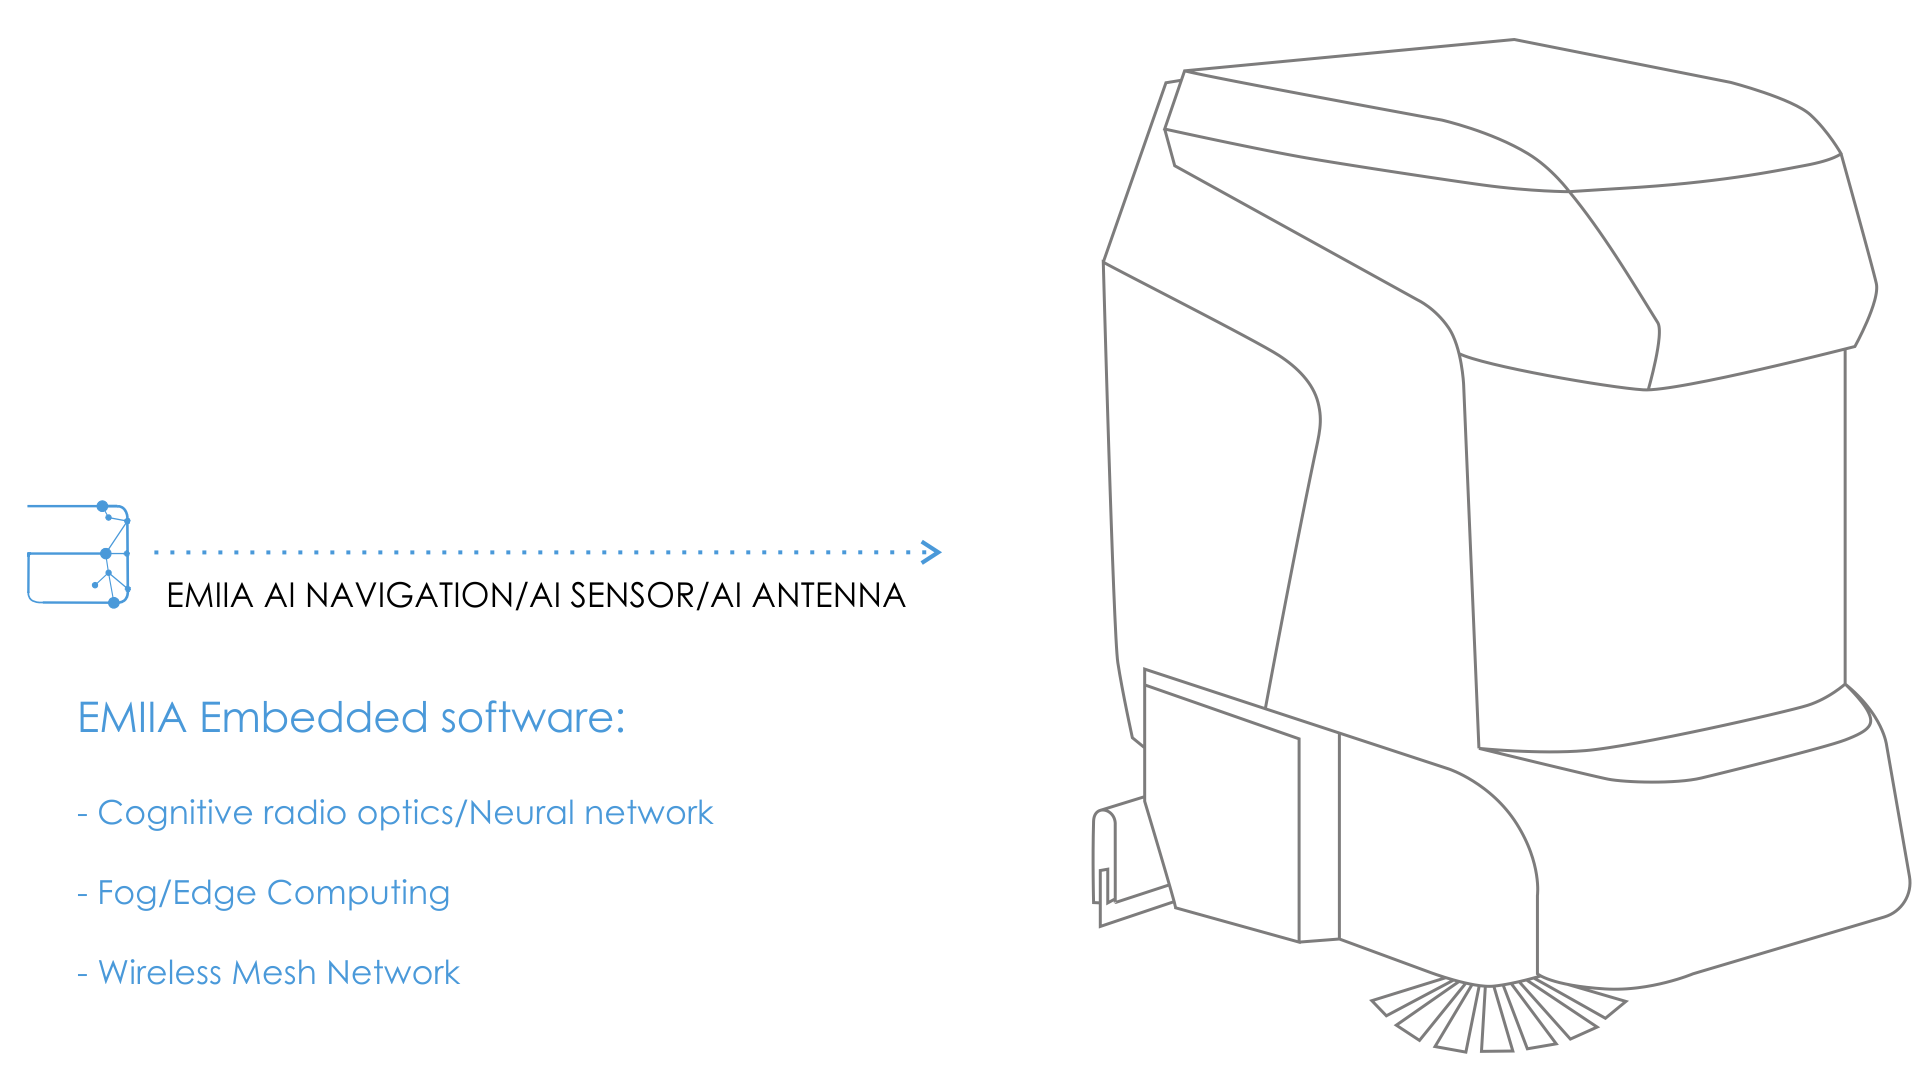 EMIIA AI NAVIGATION/AI SENSOR/AI ANTENNA
EMIIA Embedded software:
- Cognitive radio optics/Neural network
- Fog/Edge Computing
- Wireless Mesh Network